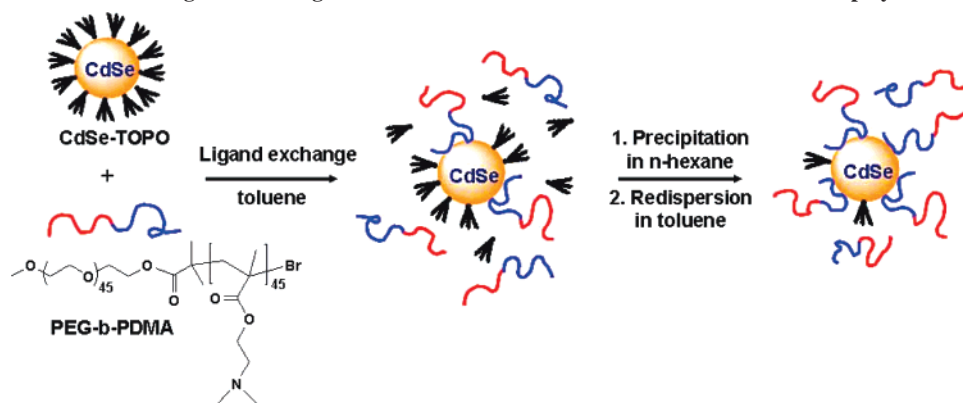 CdSe
CdSe-TOPO
+
Ligand exchange
toluene
CdSe
1. Precipitation
in n-hexane
2. Redispersion
in toluene
CdSe
O
O
45
O
O
Br
45
O
O
PEG-b-PDMA
N